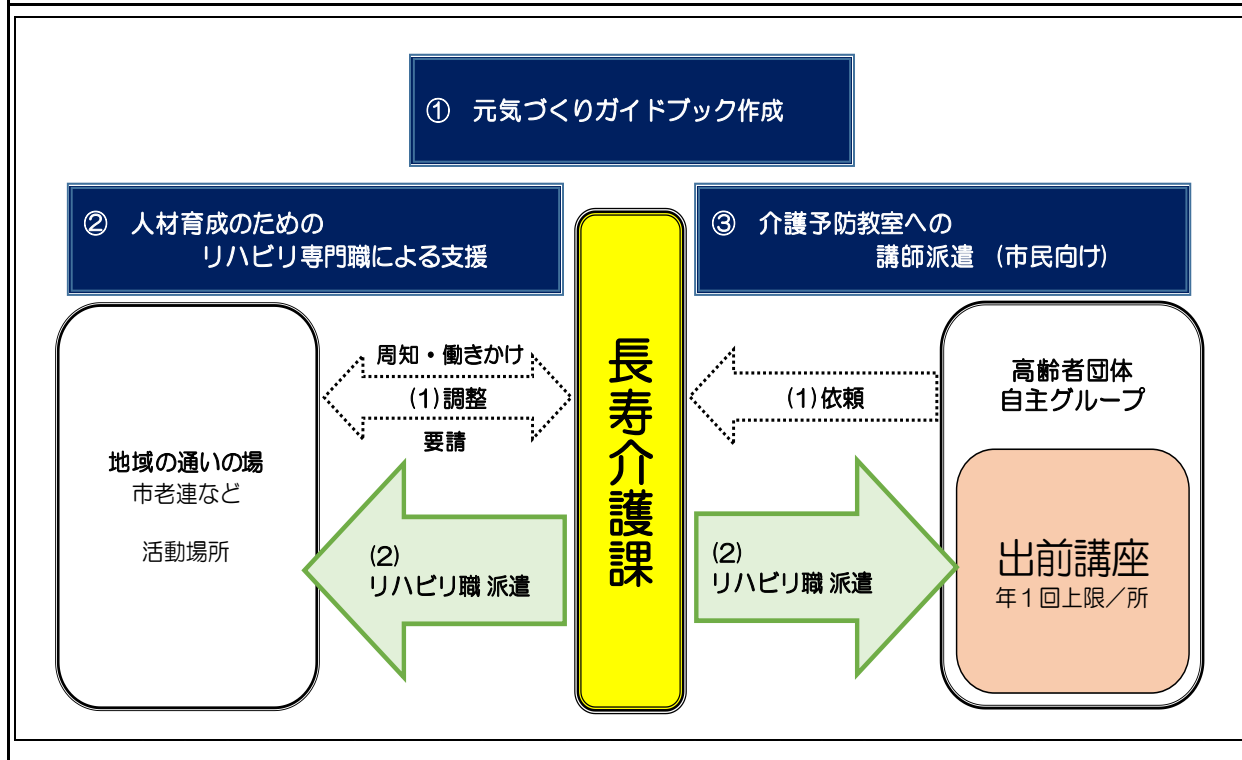 ① 元気づくりガイドブック作成
② 人材育成のための
リハビリ専門職による支援
③ 介護予防教室への
講師派遣 (市民向け)
地域の通いの場
市老連など
活動場所
周知・働きかけ
(1)調整
要請
(2)
リハビリ職 派遣
長寿介護課
(1)依頼
(2)
リハビリ職 派遣
高齢者団体
自主グループ
出前講座
年1回上限/所